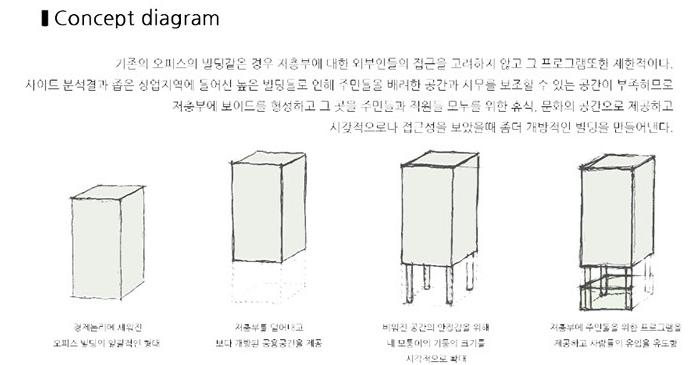 Concept diagram
기존의 오피스의 빌딩같은 경우 저층부에 대한 외부인들의 접근을 고려하지 않고 그 프로그램또한 제한적이다.
사이트 분석결과 좁은 상업지역에 들어선 높은 빌딩들로 인해 주민들을 배려한 공간과 사무를 보조할 수 있는 공간이 부족하므로
저층부에 보이드를 형성하고 그 곳을 주민들과 직원들 모두를 위한 휴식, 문화의 공간으로 제공하고
시각적으로나 접근성을 보았을때 좀더 개방적인 빌딩을 만들어낸다.
경제논리에 세워진
오피스 빌딩의 일괄적인 형태
저층부를 덜어내고
보다 개방된 공용공간을 제공
비워진 공간의 안정감을 위해
네 모퉁이의 기둥의 크기를
시각적으로 확대
저층부에 주민들을 위한 프로그램을
제공하고 사람들의 유입을 유도함